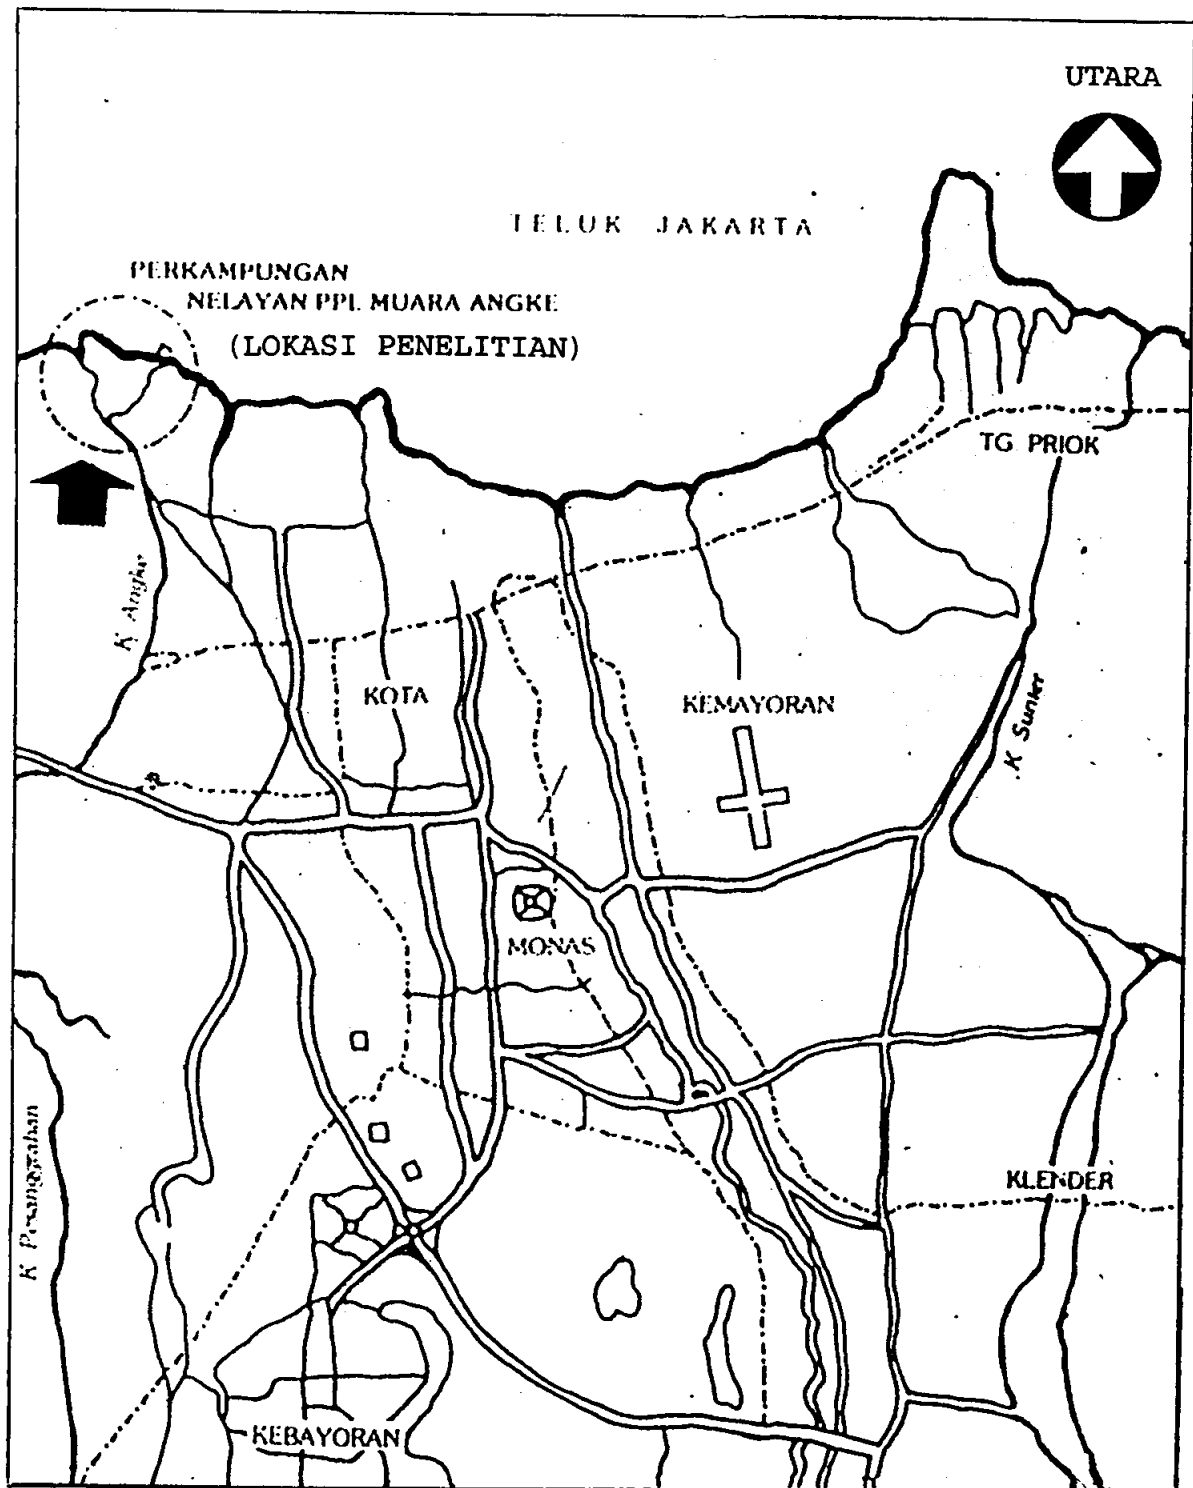 UTARA
TELUK JAKARTA
PERKAMPUNGAN
NELAYAN PPI. MUARA ANGKE
(LOKASI PENELITIAN)
TG PRIOK
K Angke
KOTA
KEMAYORAN
K Sunter
MONAS
K Pesanggrahan
KLENDER
KEBAYORAN